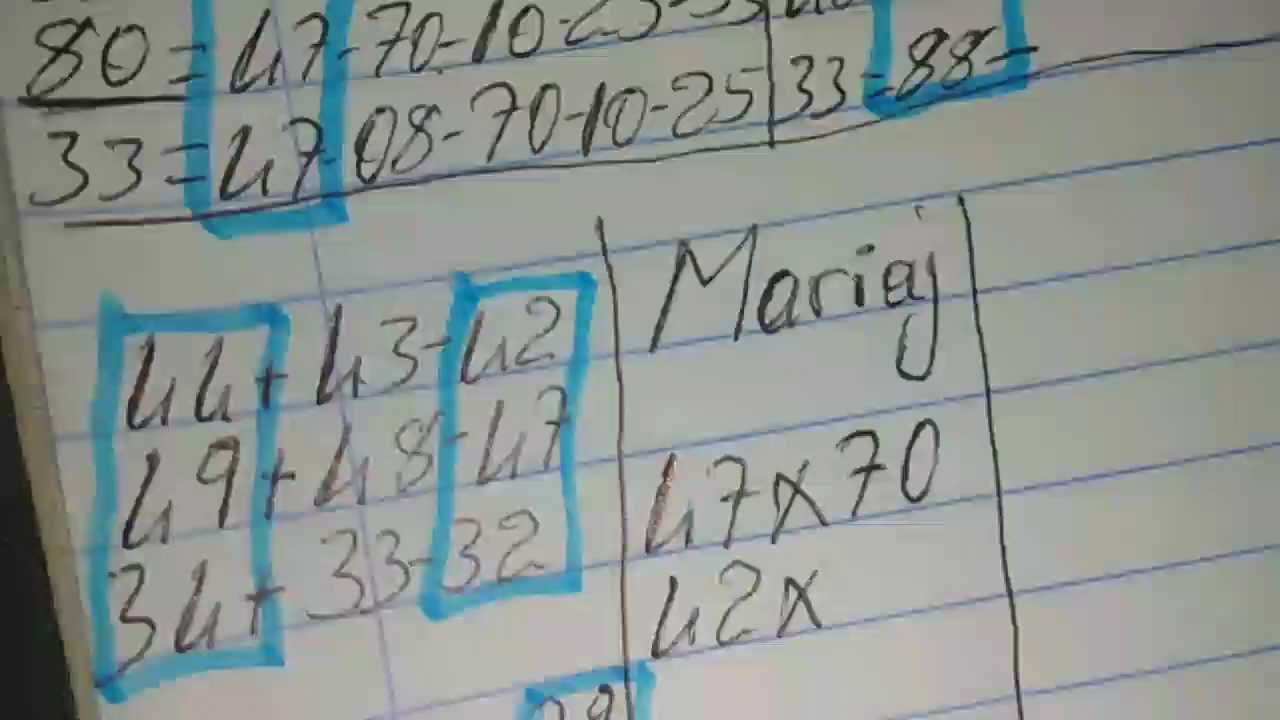 80 = 47-70-10-25-33
33 = 47-08-70-10-25 | 33-88-
44+43-42
49+48-47
34+33-32
Mariaj
47x70
42x